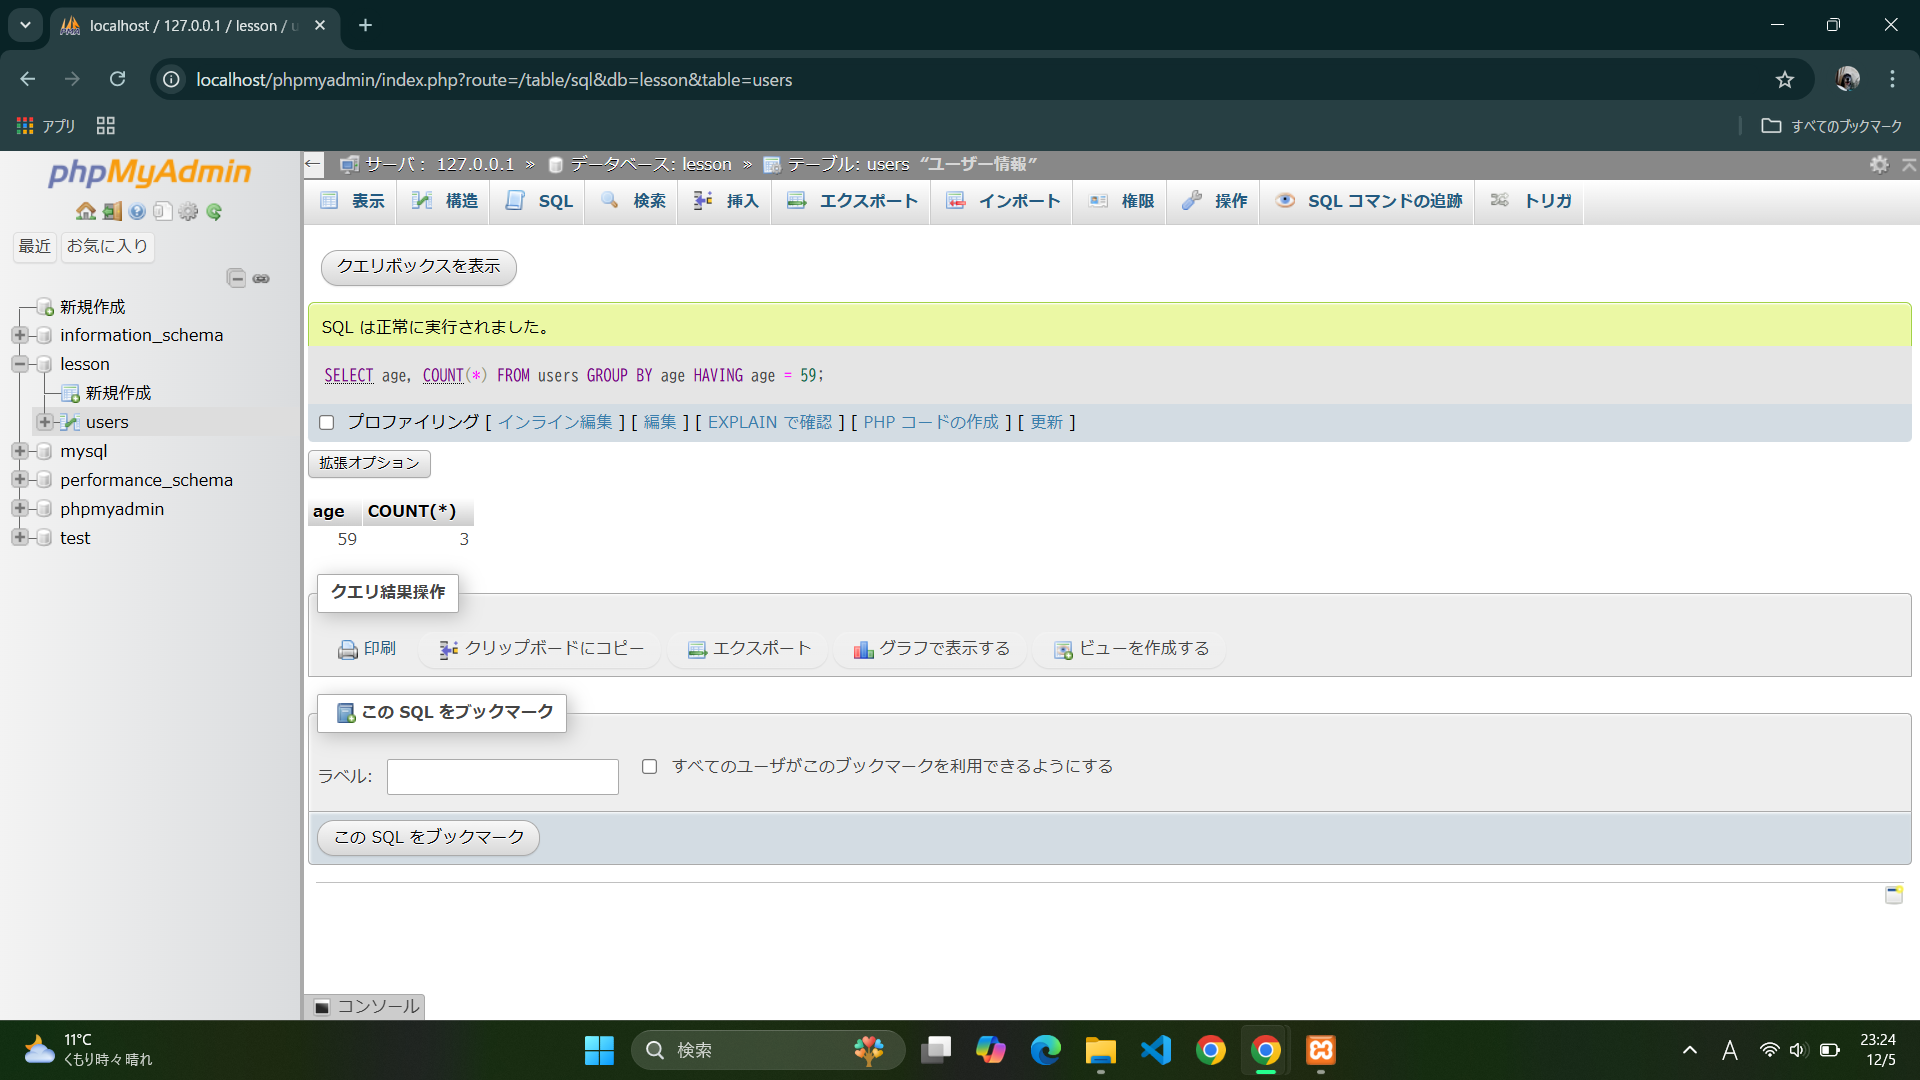 localhost / 127.0.0.1 / lesson / u
localhost/phpmyadmin/index.php?route=/table/sql&db=lesson&table=users
アプリ
すべてのブックマーク
phpMyAdmin
最近 お気に入り
新規作成
information_schema
lesson
新規作成
users
mysql
performance_schema
phpmyadmin
test
サーバ: 127.0.0.1 » データベース: lesson » テーブル: users “ユーザー情報”
表示 構造 SQL 検索 挿入 エクスポート インポート 権限 操作 SQL コマンドの追跡 トリガ
クエリボックスを表示
SQL は正常に実行されました。
SELECT age, COUNT(*) FROM users GROUP BY age HAVING age = 59;
プロファイリング [ インライン編集 ] [ 編集 ] [ EXPLAIN で確認 ] [ PHP コードの作成 ] [ 更新 ]
拡張オプション
age COUNT(*)
59 3
クエリ結果操作
印刷 クリップボードにコピー エクスポート グラフで表示する ビューを作成する
この SQL をブックマーク
ラベル: すべてのユーザがこのブックマークを利用できるようにする
この SQL をブックマーク
コンソール
11°C
くもり時々晴れ
検索
A
23:24
12/5